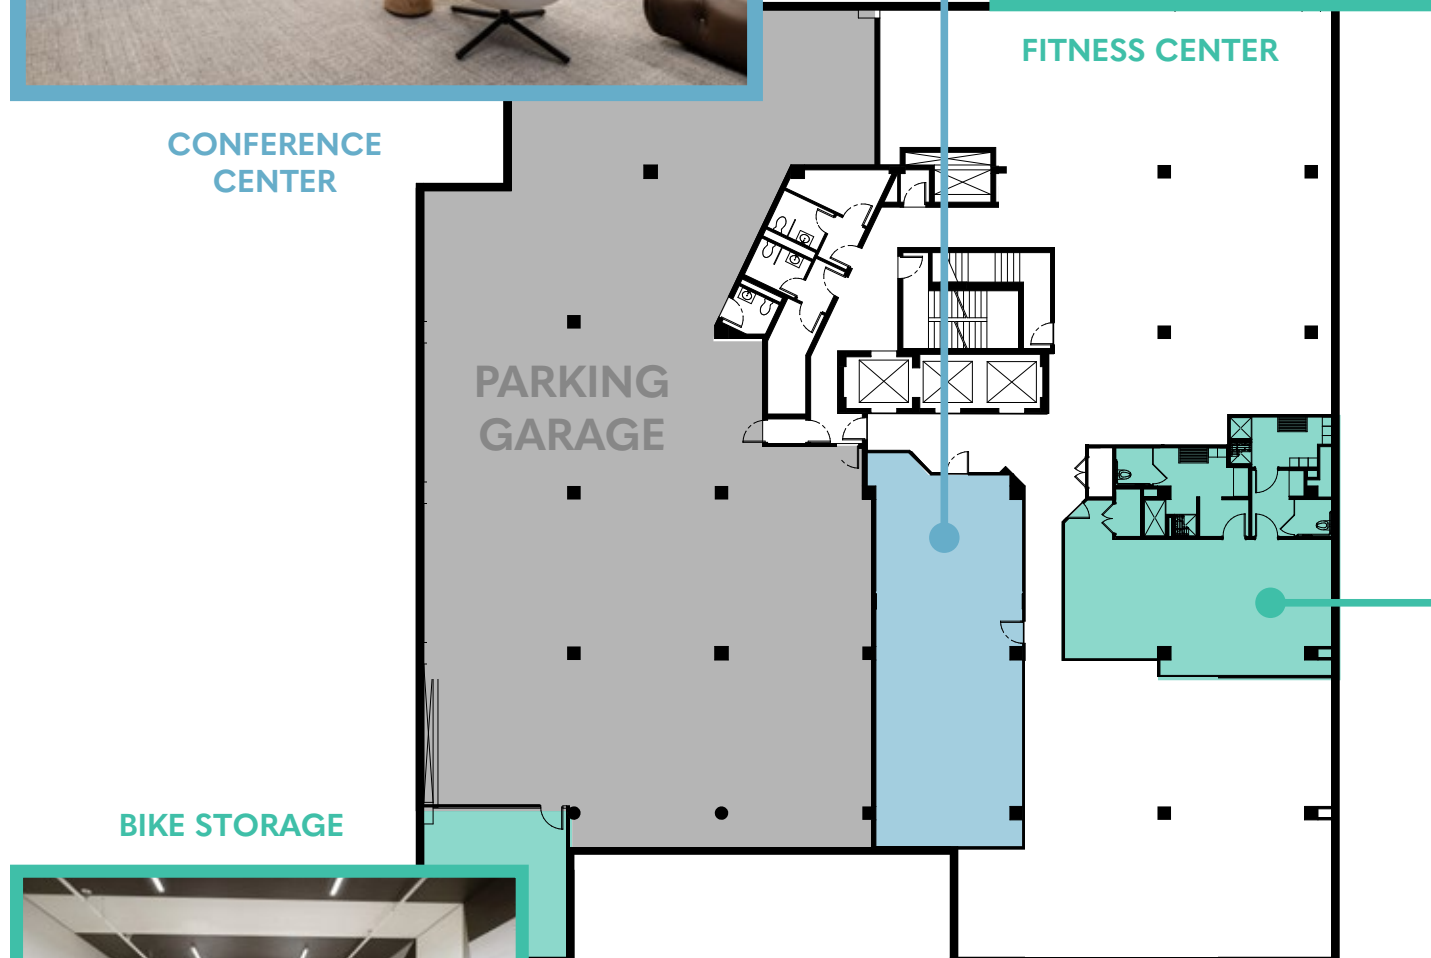 FITNESS CENTER
CONFERENCE
CENTER
PARKING
GARAGE
BIKE STORAGE